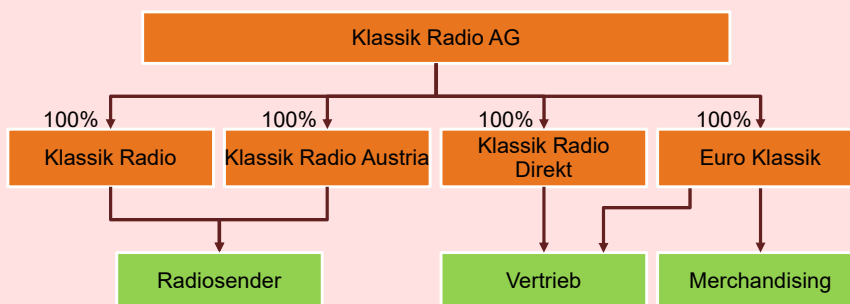 Klassik Radio AG
100%
100%
100%
100%
Klassik Radio
Klassik Radio Austria
Klassik Radio
Direkt
Euro Klassik
Radiosender
Vertrieb
Merchandising